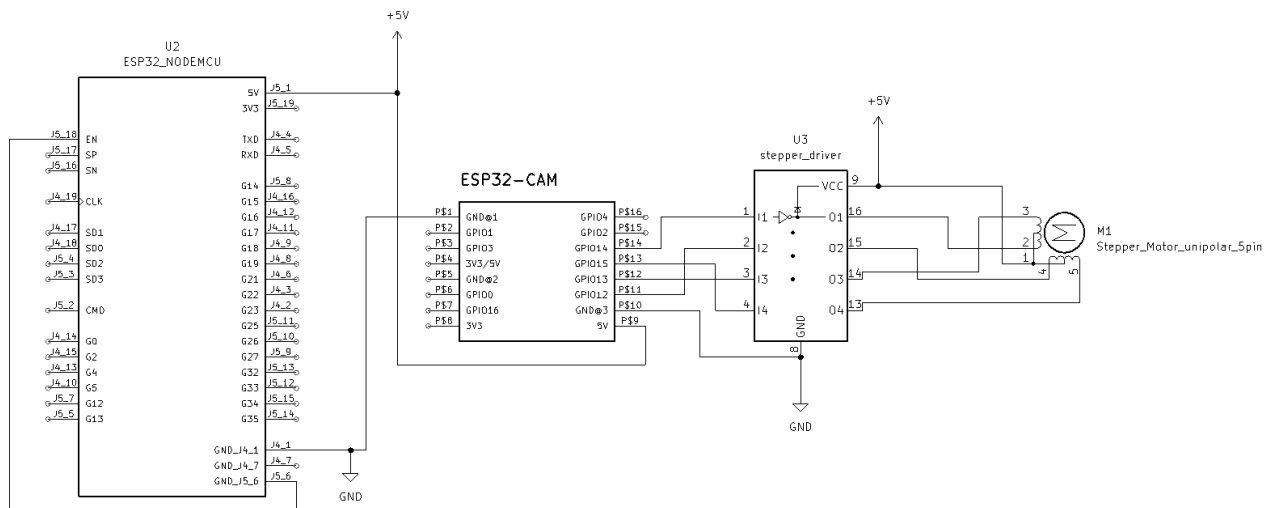 +5V
U2
ESP32_NODEMCU
J5_1
5V
J5_19
3V3
J5_18
EN
J4_4
TXD
J5_17
SP
J4_5
RXD
J5_16
SN
J5_8
G14
J4_19
CLK
J4_16
G15
J4_12
G16
J4_17
SD1
J4_11
G17
J4_18
SD0
J4_9
G18
J5_4
SD2
J4_8
G19
J5_3
SD3
J4_6
G21
J4_3
G22
J5_2
CMD
J4_2
G23
J5_11
G25
J4_14
G0
J5_10
G26
J4_15
G2
J5_9
G27
J4_13
G4
J5_13
G32
J4_10
G5
J5_12
G33
J5_7
G12
J5_15
G34
J5_5
G13
J5_14
G35
J4_1
GND_J4_1
J4_7
GND_J4_7
J5_6
GND_J5_6
GND
ESP32-CAM
P$1
GND@1
P$16
GPIO4
P$2
GPIO1
P$15
GPIO2
P$3
GPIO3
P$14
GPIO14
P$4
3V3/5V
P$13
GPIO15
P$5
GND@2
P$12
GPIO13
P$6
GPIO0
P$11
GPIO12
P$7
GPIO16
P$10
GND@3
P$8
3V3
P$9
5V
+5V
U3
stepper_driver
VCC
9
1
I1
O1
16
2
I2
O2
15
3
I3
O3
14
4
I4
O4
13
GND
8
GND
3
2
1
4
5
M1
Stepper_Motor_unipolar_5pin